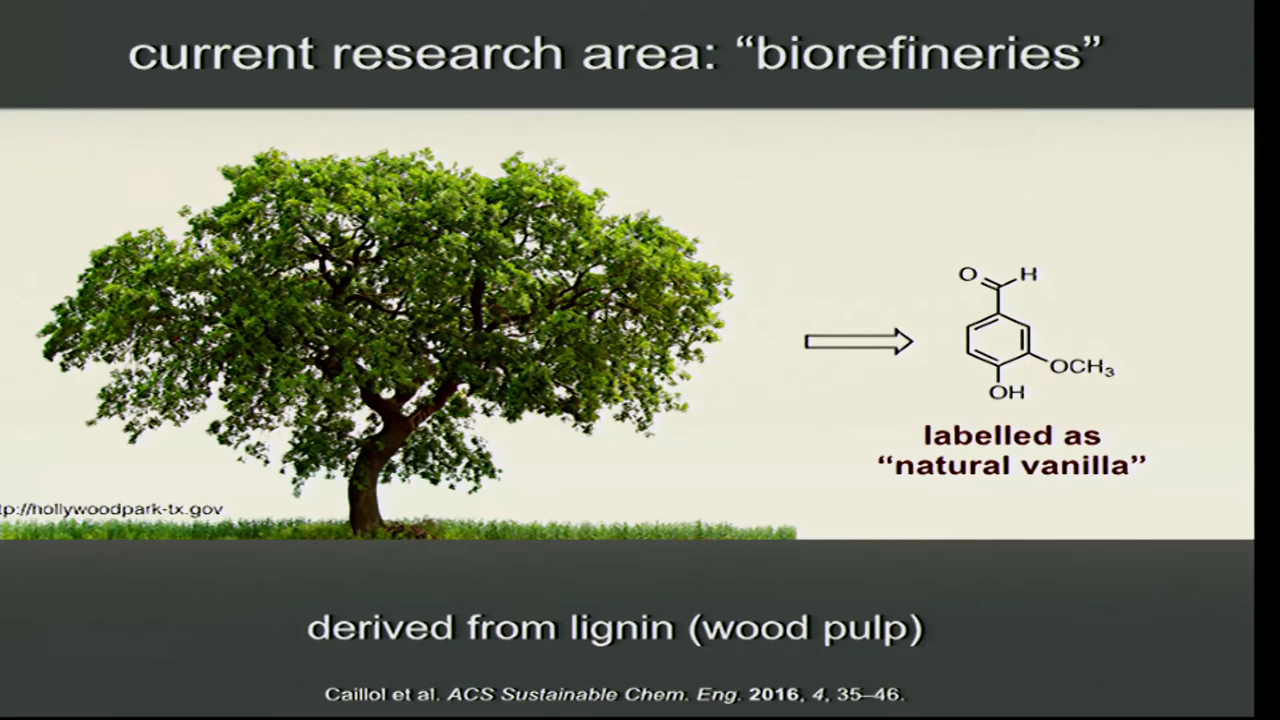 current research area: “biorefineries”
O H
OCH₃
OH
labelled as
“natural vanilla”
tp://hollywoodpark-tx.gov
derived from lignin (wood pulp)
Caillol et al. ACS Sustainable Chem. Eng. 2016, 4, 35–46.